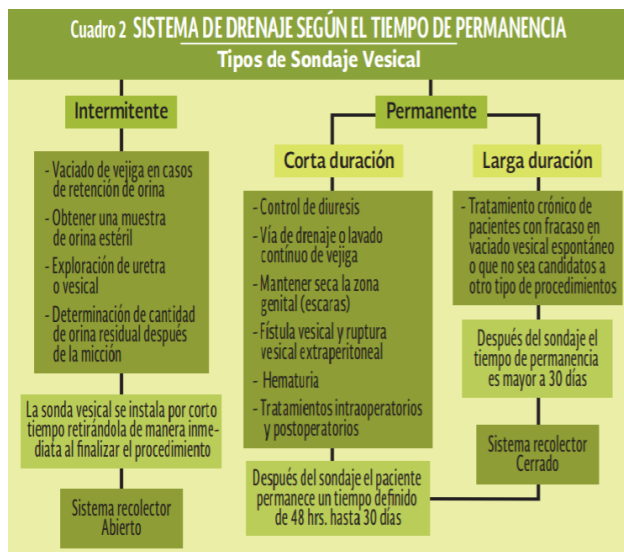 Cuadro 2 SISTEMA DE DRENAJE SEGÚN EL TIEMPO DE PERMANENCIA
Tipos de Sondaje Vesical
Intermitente
- Vaciado de vejiga en casos
de retención de orina
- Obtener una muestra
de orina estéril
- Exploración de uretra
o vesical
- Determinación de cantidad
de orina residual después
de la micción
La sonda vesical se instala por corto
tiempo retirándola de manera inme-
diata al finalizar el procedimiento
Sistema recolector
Abierto
Permanente
Corta duración
- Control de diuresis
- Vía de drenaje o lavado
contínuo de vejiga
- Mantener seca la zona
genital (escaras)
- Fístula vesical y ruptura
vesical extraperitoneal
- Hematuria
- Tratamientos intraoperatorios
y postoperatorios
Después del sondaje el paciente
permanece un tiempo definido
de 48 hrs. hasta 30 días
Larga duración
- Tratamiento crónico de
pacientes con fracaso en
vaciado vesical espontáneo
o que no sea candidatos a
otro tipo de procedimientos
Después del sondaje el
tiempo de permanencia
es mayor a 30 días
Sistema recolector
Cerrado